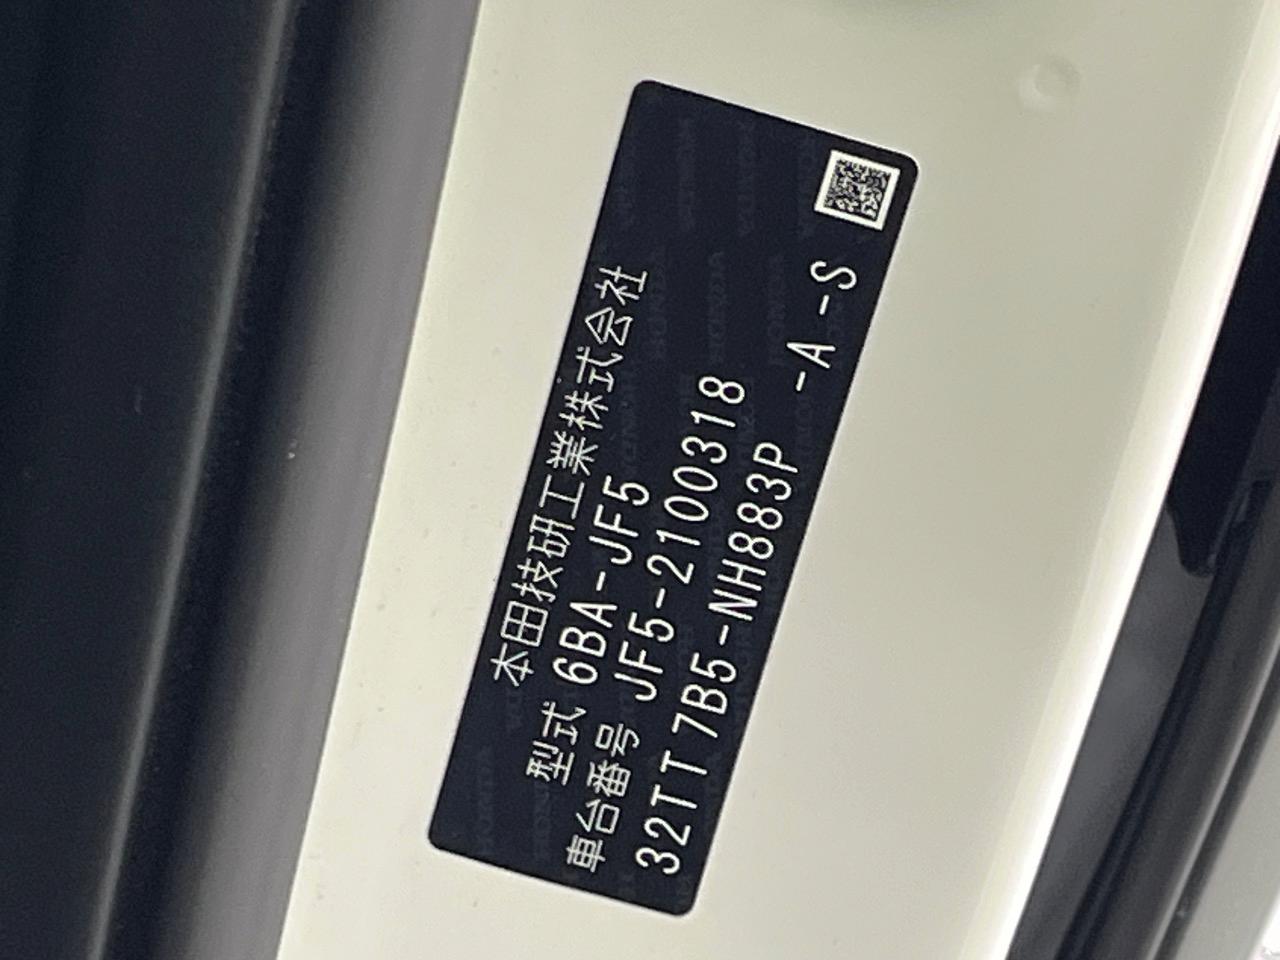 本田技研工業株式会社
型式 6BA-JF5
車台番号 JF5-2100318
32TT7B5-NH883P -A-S